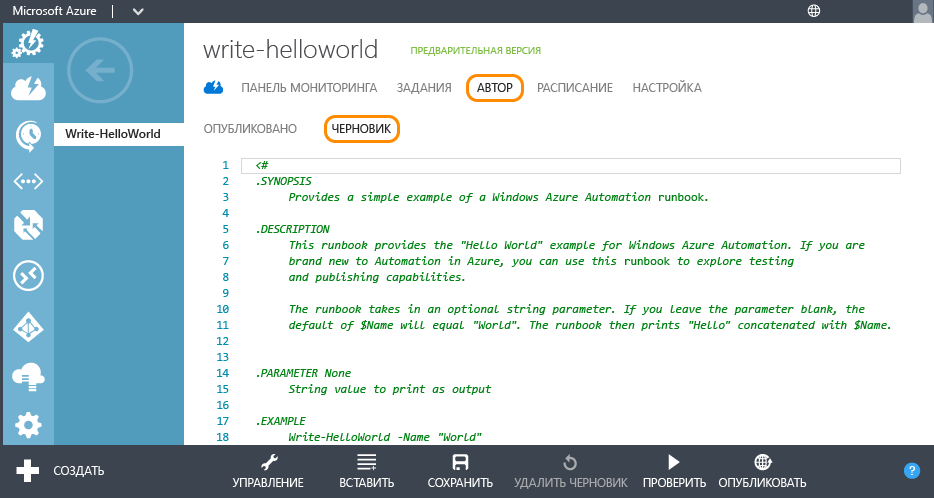 Microsoft Azure
write-helloworld ПРЕДВАРИТЕЛЬНАЯ ВЕРСИЯ
ПАНЕЛЬ МОНИТОРИНГА ЗАДАНИЯ АВТОР РАСПИСАНИЕ НАСТРОЙКА
Write-HelloWorld
ОПУБЛИКОВАНО ЧЕРНОВИК
1 <#
2 .SYNOPSIS
3 Provides a simple example of a Windows Azure Automation runbook.
4
5 .DESCRIPTION
6 This runbook provides the "Hello World" example for Windows Azure Automation. If you are
7 brand new to Automation in Azure, you can use this runbook to explore testing
8 and publishing capabilities.
9
10 The runbook takes in an optional string parameter. If you leave the parameter blank, the
11 default of $Name will equal "World". The runbook then prints "Hello" concatenated with $Name.
12
13
14 .PARAMETER None
15 String value to print as output
16
17 .EXAMPLE
18 Write-HelloWorld -Name "World"
СОЗДАТЬ
УПРАВЛЕНИЕ ВСТАВИТЬ СОХРАНИТЬ УДАЛИТЬ ЧЕРНОВИК ПРОВЕРИТЬ ОПУБЛИКОВАТЬ ?